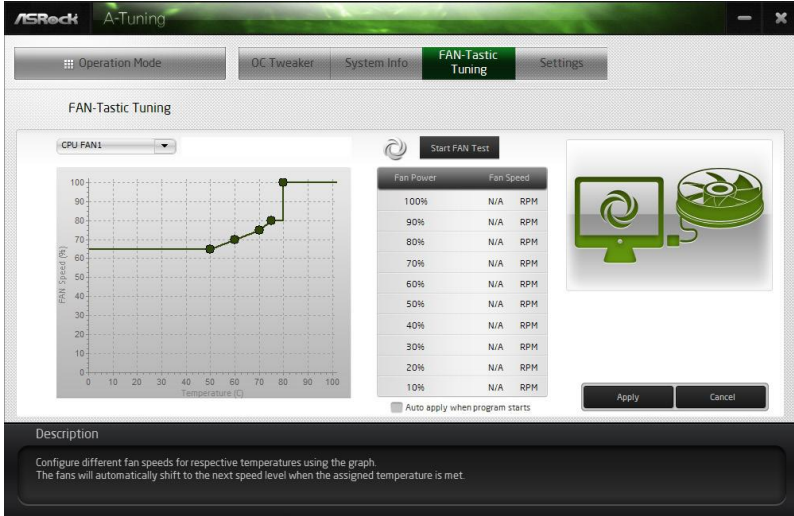 ASRock A-Tuning
Operation Mode
OC Tweaker
System Info
FAN-Tastic
Tuning
Settings
FAN-Tastic Tuning
CPU FAN1
Start FAN Test
100
90
80
70
60
50
40
30
20
10
0
FAN Speed (%)
0 10 20 30 40 50 60 70 80 90 100
Temperature (C)
Fan Power Fan Speed
100% N/A RPM
90% N/A RPM
80% N/A RPM
70% N/A RPM
60% N/A RPM
50% N/A RPM
40% N/A RPM
30% N/A RPM
20% N/A RPM
10% N/A RPM
Auto apply when program starts
Apply
Cancel
Description
Configure different fan speeds for respective temperatures using the graph.
The fans will automatically shift to the next speed level when the assigned temperature is met.